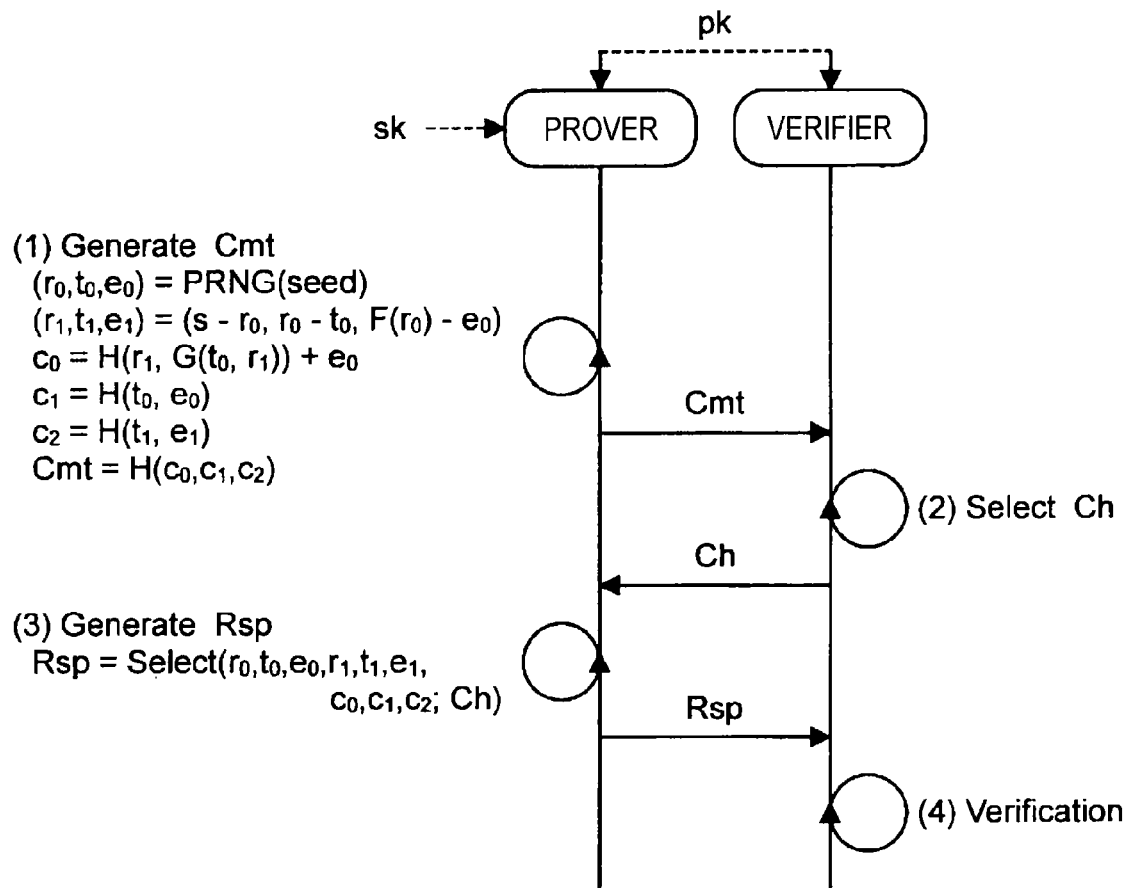 pk
sk
PROVER
VERIFIER
(1) Generate Cmt
(r₀,t₀,e₀) = PRNG(seed)
(r₁,t₁,e₁) = (s - r₀, r₀ - t₀, F(r₀) - e₀)
c₀ = H(r₁, G(t₀, r₁)) + e₀
c₁ = H(t₀, e₀)
c₂ = H(t₁, e₁)
Cmt = H(c₀,c₁,c₂)
Cmt
(2) Select Ch
Ch
(3) Generate Rsp
Rsp = Select(r₀,t₀,e₀,r₁,t₁,e₁,
c₀,c₁,c₂; Ch)
Rsp
(4) Verification